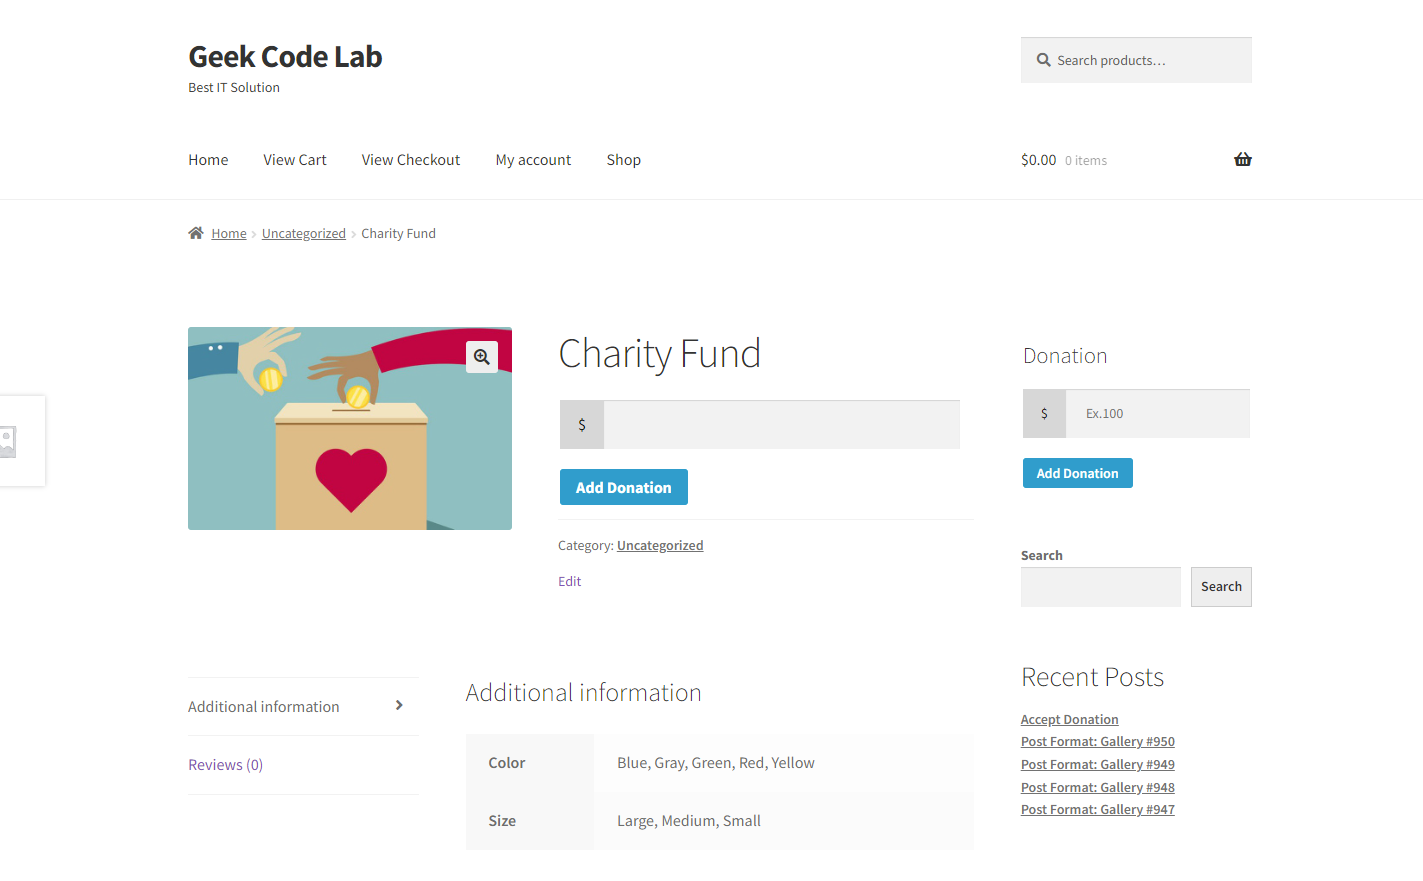 Geek Code Lab
Best IT Solution
Search products…
Home View Cart View Checkout My account Shop
$0.00 0 items
Home › Uncategorized › Charity Fund
Charity Fund
$
Add Donation
Category: Uncategorized
Edit
Donation
$ Ex.100
Add Donation
Search
Search
Recent Posts
Accept Donation
Post Format: Gallery #950
Post Format: Gallery #949
Post Format: Gallery #948
Post Format: Gallery #947
Additional information
Reviews (0)
Additional information
Color Blue, Gray, Green, Red, Yellow
Size Large, Medium, Small